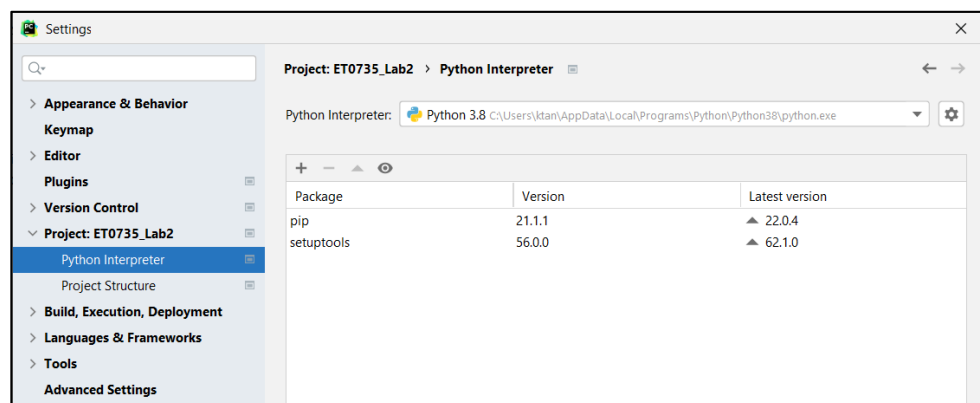 PC Settings
Project: ET0735_Lab2 > Python Interpreter
Appearance & Behavior
Keymap
Editor
Plugins
Version Control
Project: ET0735_Lab2
Python Interpreter
Project Structure
Build, Execution, Deployment
Languages & Frameworks
Tools
Advanced Settings
Python Interpreter: Python 3.8 C:\Users\ktan\AppData\Local\Programs\Python\Python38\python.exe
Package Version Latest version
pip 21.1.1 22.0.4
setuptools 56.0.0 62.1.0